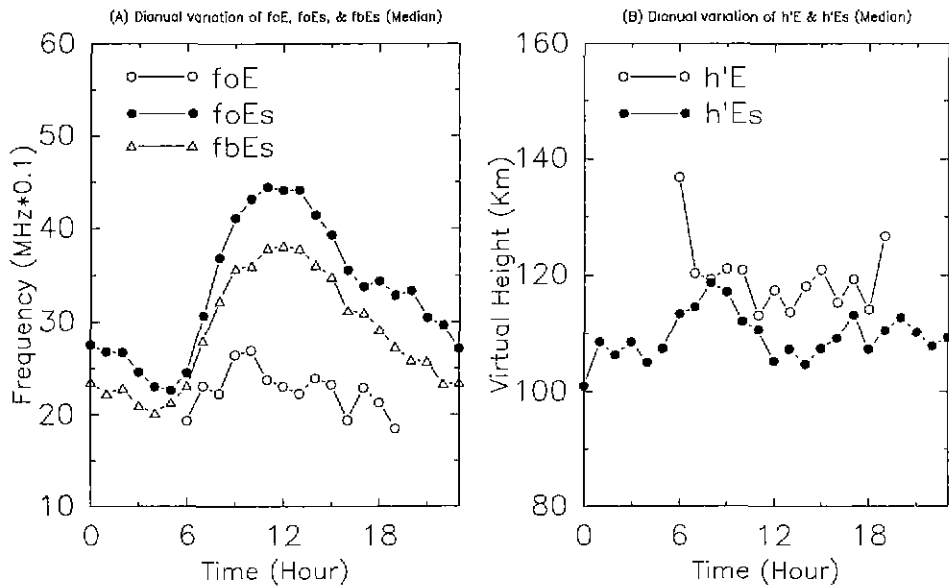 (A) Dianual variation of foE, foEs, & fbEs (Median)
60
50
40
30
20
10
Frequency (MHz*0.1)
foE
foEs
fbEs
0 6 12 18
Time (Hour)
(B) Dianual variation of h'E & h'Es (Median)
160
140
120
100
80
Virtual Height (Km)
h'E
h'Es
0 6 12 18
Time (Hour)